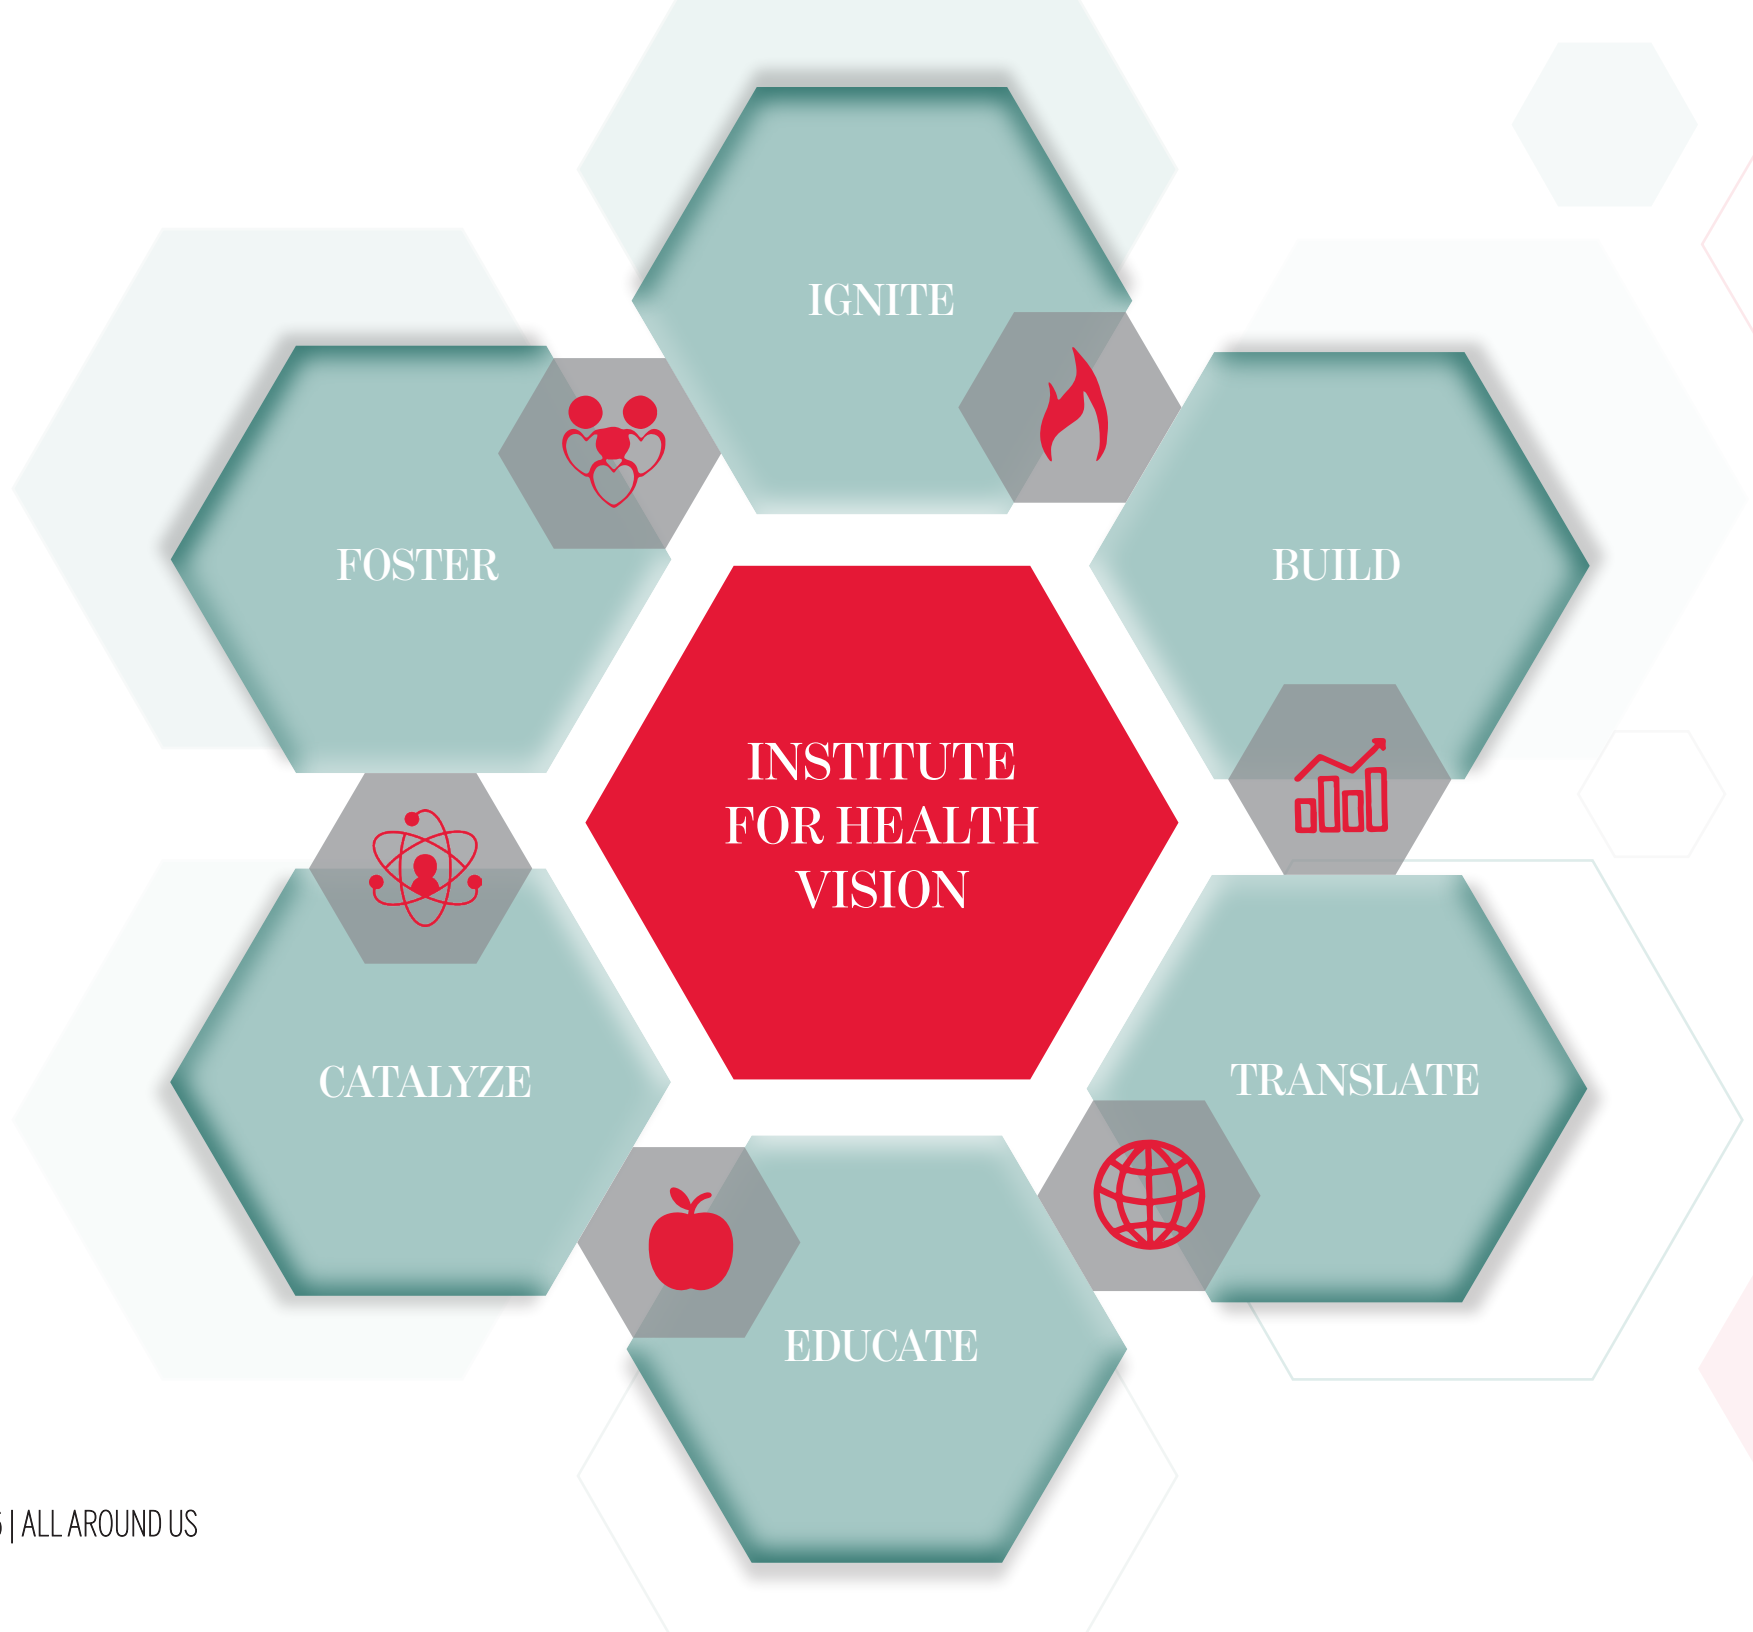 IGNITE
FOSTER
BUILD
INSTITUTE
FOR HEALTH
VISION
CATALYZE
TRANSLATE
EDUCATE
| ALL AROUND US